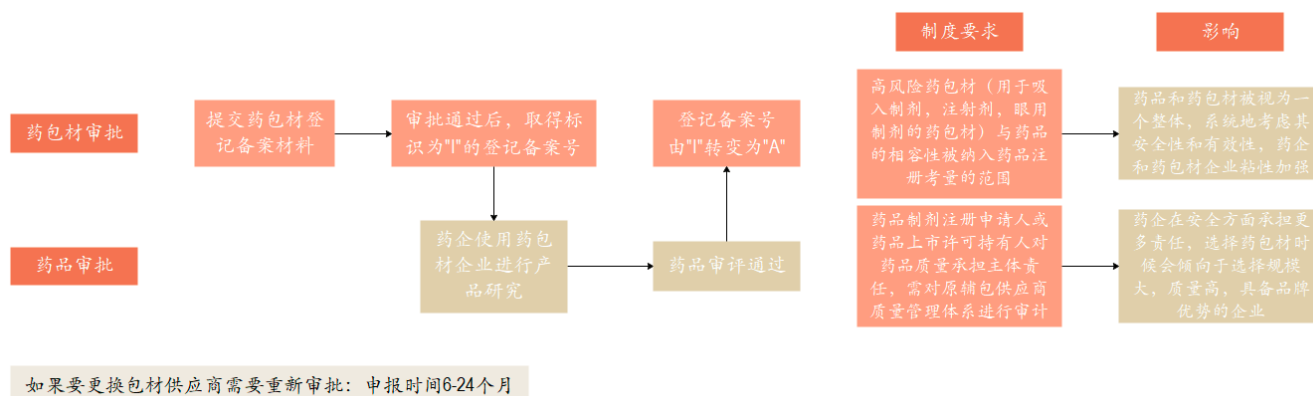 制度要求
影响
药包材审批
提交药包材登
记备案材料
审批通过后，取得标
识为"I"的登记备案号
登记备案号
由"I"转变为"A"
高风险药包材（用于吸
入制剂，注射剂，眼用
制剂的药包材）与药品
的相容性被纳入药品注
册考量的范围
药品和药包材被视为一
个整体，系统地考虑其
安全性和有效性，药企
和药包材企业粘性加强
药品审批
药企使用药包
材企业进行产
品研究
药品审评通过
药品制剂注册申请人或
药品上市许可持有人对
药品质量承担主体责
任，需对原辅包供应商
质量管理体系进行审计
药企在安全方面承担更
多责任，选择药包材时
候会倾向于选择规模
大，质量高，具备品牌
优势的企业
如果要更换包材供应商需要重新审批：申报时间6-24个月